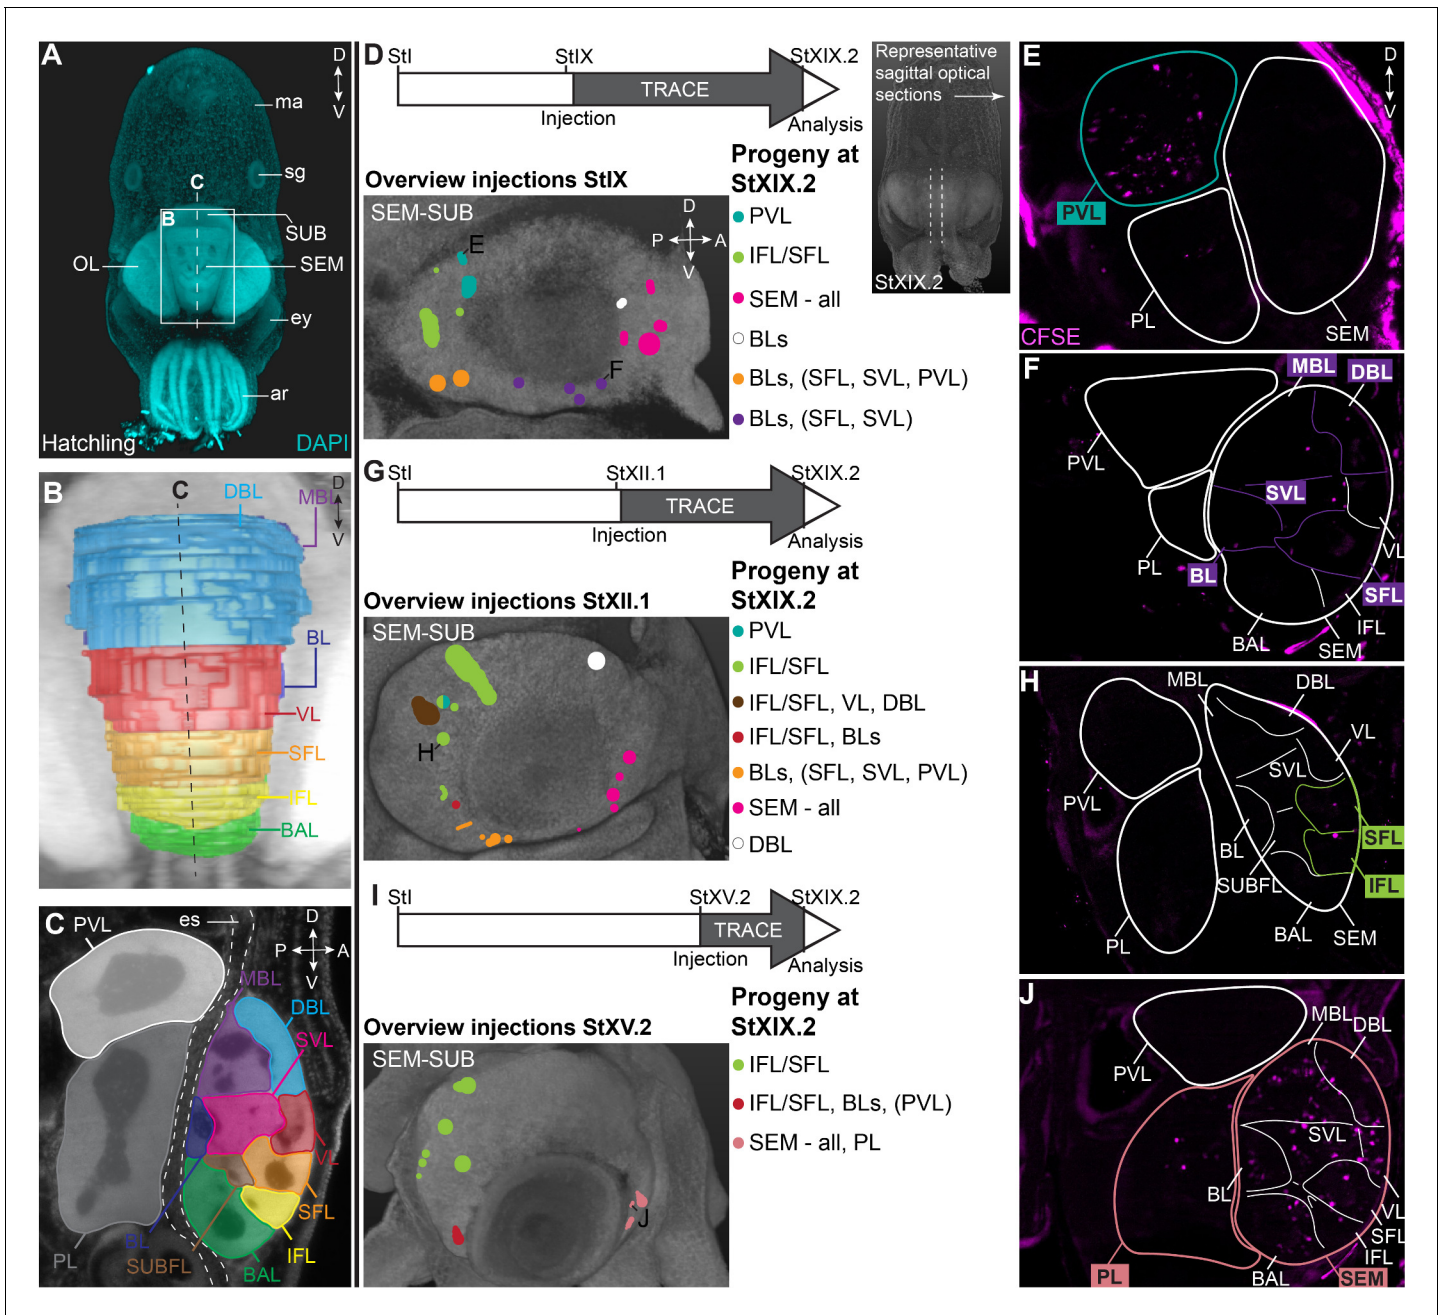 A
D
V
ma
sg
C
B
SUB
OL
SEM
ey
ar
Hatchling
DAPI
B
C
DBL
MBL
D
V
BL
VL
SFL
IFL
BAL
C
PVL
es
D
P
A
V
MBL
DBL
SVL
VL
SFL
PL
BL
IFL
SUBFL
BAL
D
StI
StIX
StXIX.2
TRACE
Injection
Analysis
Overview injections StIX
SEM-SUB
D
P
A
V
E
F
Progeny at
StXIX.2
PVL
IFL/SFL
SEM - all
BLs
BLs, (SFL, SVL, PVL)
BLs, (SFL, SVL)
Representative
sagittal optical
sections
StXIX.2
G
StI
StXII.1
StXIX.2
TRACE
Injection
Analysis
Overview injections StXII.1
SEM-SUB
H
Progeny at
StXIX.2
PVL
IFL/SFL
IFL/SFL, VL, DBL
IFL/SFL, BLs
BLs, (SFL, SVL, PVL)
SEM - all
DBL
I
StI
StXV.2
StXIX.2
TRACE
Injection
Analysis
Overview injections StXV.2
SEM-SUB
J
Progeny at
StXIX.2
IFL/SFL
IFL/SFL, BLs, (PVL)
SEM - all, PL
E
D
V
PVL
PL
SEM
CFSE
F
MBL
DBL
PVL
SVL
VL
PL
BL
SFL
IFL
BAL
SEM
H
MBL
DBL
VL
SVL
PVL
SFL
BL
SUBFL
IFL
BAL
SEM
PL
J
MBL
DBL
PVL
SVL
BL
VL
SFL
IFL
PL
BAL
SEM